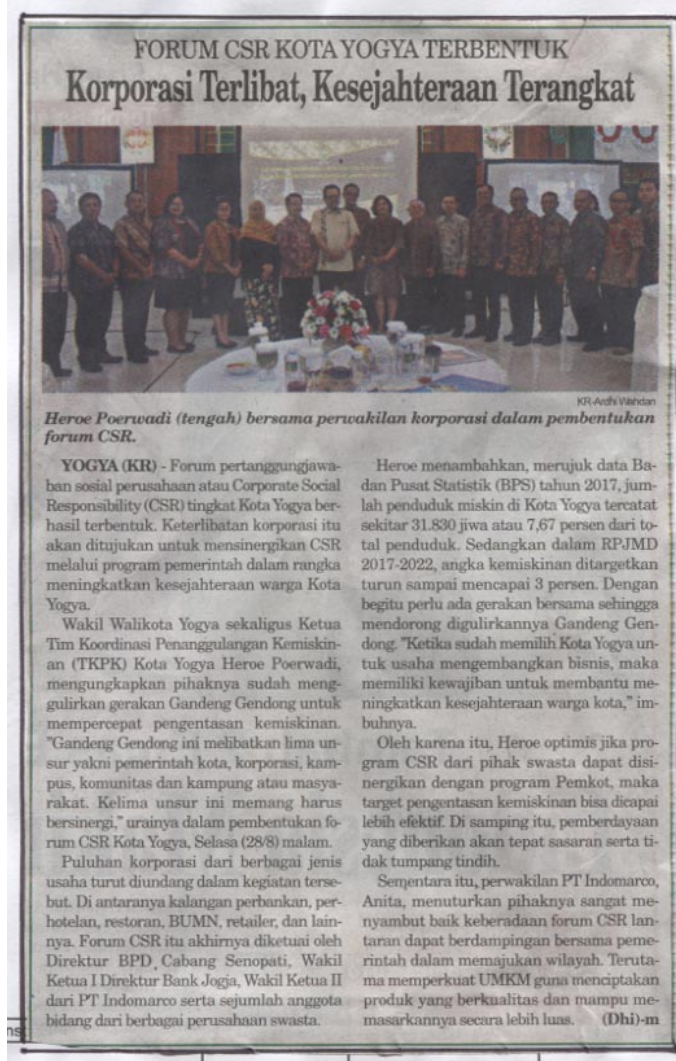 FORUM CSR KOTA YOGYA TERBENTUK
Korporasi Terlibat, Kesejahteraan Terangkat
KR-Ardhi Wahdan
Heroe Poerwadi (tengah) bersama perwakilan korporasi dalam pembentukan
forum CSR.
YOGYA (KR) - Forum pertanggungjawa-
ban sosial perusahaan atau Corporate Social
Responsibility (CSR) tingkat Kota Yogya ber-
hasil terbentuk. Keterlibatan korporasi itu
akan ditujukan untuk mensinergikan CSR
melalui program pemerintah dalam rangka
meningkatkan kesejahteraan warga Kota
Yogya.
Wakil Walikota Yogya sekaligus Ketua
Tim Koordinasi Penanggulangan Kemiskin-
an (TKPK) Kota Yogya Heroe Poerwadi,
mengungkapkan pihaknya sudah meng-
gulirkan gerakan Gandeng Gendong untuk
mempercepat pengentasan kemiskinan.
"Gandeng Gendong ini melibatkan lima un-
sur yakni pemerintah kota, korporasi, kam-
pus, komunitas dan kampung atau masya-
rakat. Kelima unsur ini memang harus
bersinergi," urainya dalam pembentukan fo-
rum CSR Kota Yogya, Selasa (28/8) malam.
Puluhan korporasi dari berbagai jenis
usaha turut diundang dalam kegiatan terse-
but. Di antaranya kalangan perbankan, per-
hotelan, restoran, BUMN, retailer, dan lain-
nya. Forum CSR itu akhirnya diketuai oleh
Direktur BPD Cabang Senopati, Wakil
Ketua I Direktur Bank Jogja, Wakil Ketua II
dari PT Indomarco serta sejumlah anggota
bidang dari berbagai perusahaan swasta.
Heroe menambahkan, merujuk data Ba-
dan Pusat Statistik (BPS) tahun 2017, jum-
lah penduduk miskin di Kota Yogya tercatat
sekitar 31.830 jiwa atau 7,67 persen dari to-
tal penduduk. Sedangkan dalam RPJMD
2017-2022, angka kemiskinan ditargetkan
turun sampai mencapai 3 persen. Dengan
begitu perlu ada gerakan bersama sehingga
mendorong digulirkannya Gandeng Gen-
dong. "Ketika sudah memilih Kota Yogya un-
tuk usaha mengembangkan bisnis, maka
memiliki kewajiban untuk membantu me-
ningkatkan kesejahteraan warga kota," im-
buhnya.
Oleh karena itu, Heroe optimis jika pro-
gram CSR dari pihak swasta dapat disi-
nergikan dengan program Pemkot, maka
target pengentasan kemiskinan bisa dicapai
lebih efektif. Di samping itu, pemberdayaan
yang diberikan akan tepat sasaran serta ti-
dak tumpang tindih.
Sementara itu, perwakilan PT Indomarco,
Anita, menuturkan pihaknya sangat me-
nyambut baik keberadaan forum CSR lan-
taran dapat berdampingan bersama peme-
rintah dalam memajukan wilayah. Teruta-
ma memperkuat UMKM guna menciptakan
produk yang berkualitas dan mampu me-
masarkannya secara lebih luas. (Dhi)-m